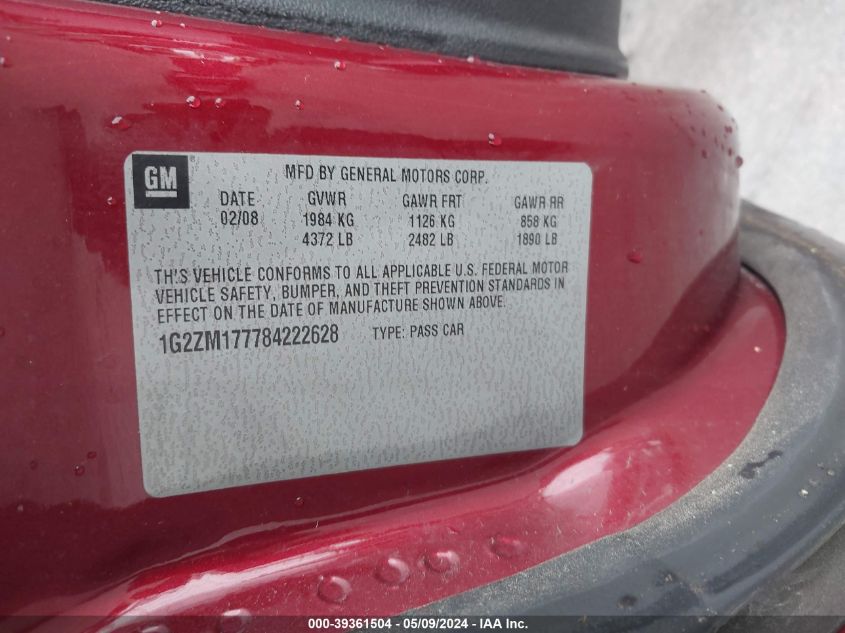 GM
MFD BY GENERAL MOTORS CORP.
DATE GVWR GAWR FRT GAWR RR
02/08 1984 KG 1126 KG 858 KG
4372 LB 2482 LB 1890 LB
TH'S VEHICLE CONFORMS TO ALL APPLICABLE U.S. FEDERAL MOTOR
VEHICLE SAFETY, BUMPER, AND THEFT PREVENTION STANDARDS IN
EFFECT ON THE DATE OF MANUFACTURE SHOWN ABOVE.
1G2ZM177784222628 TYPE: PASS CAR
000-39361504 - 05/09/2024 - IAA Inc.